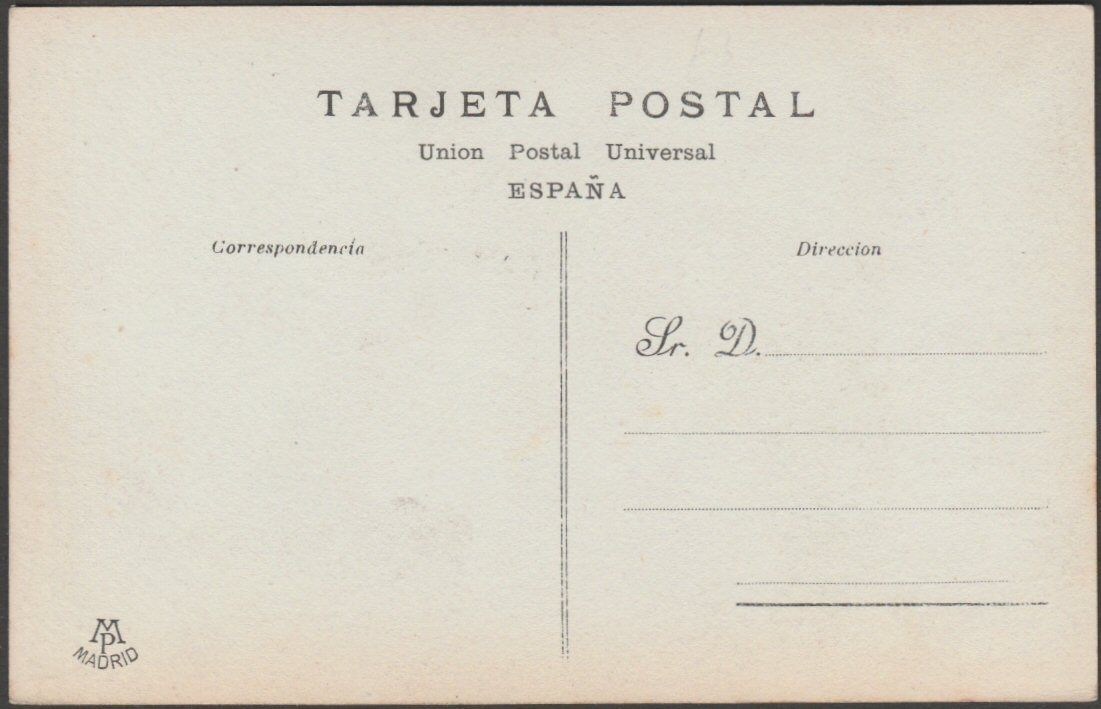 TARJETA POSTAL
Union Postal Universal
ESPAÑA
Correspondencia
Direccion
Sr. D.
MP
MADRID